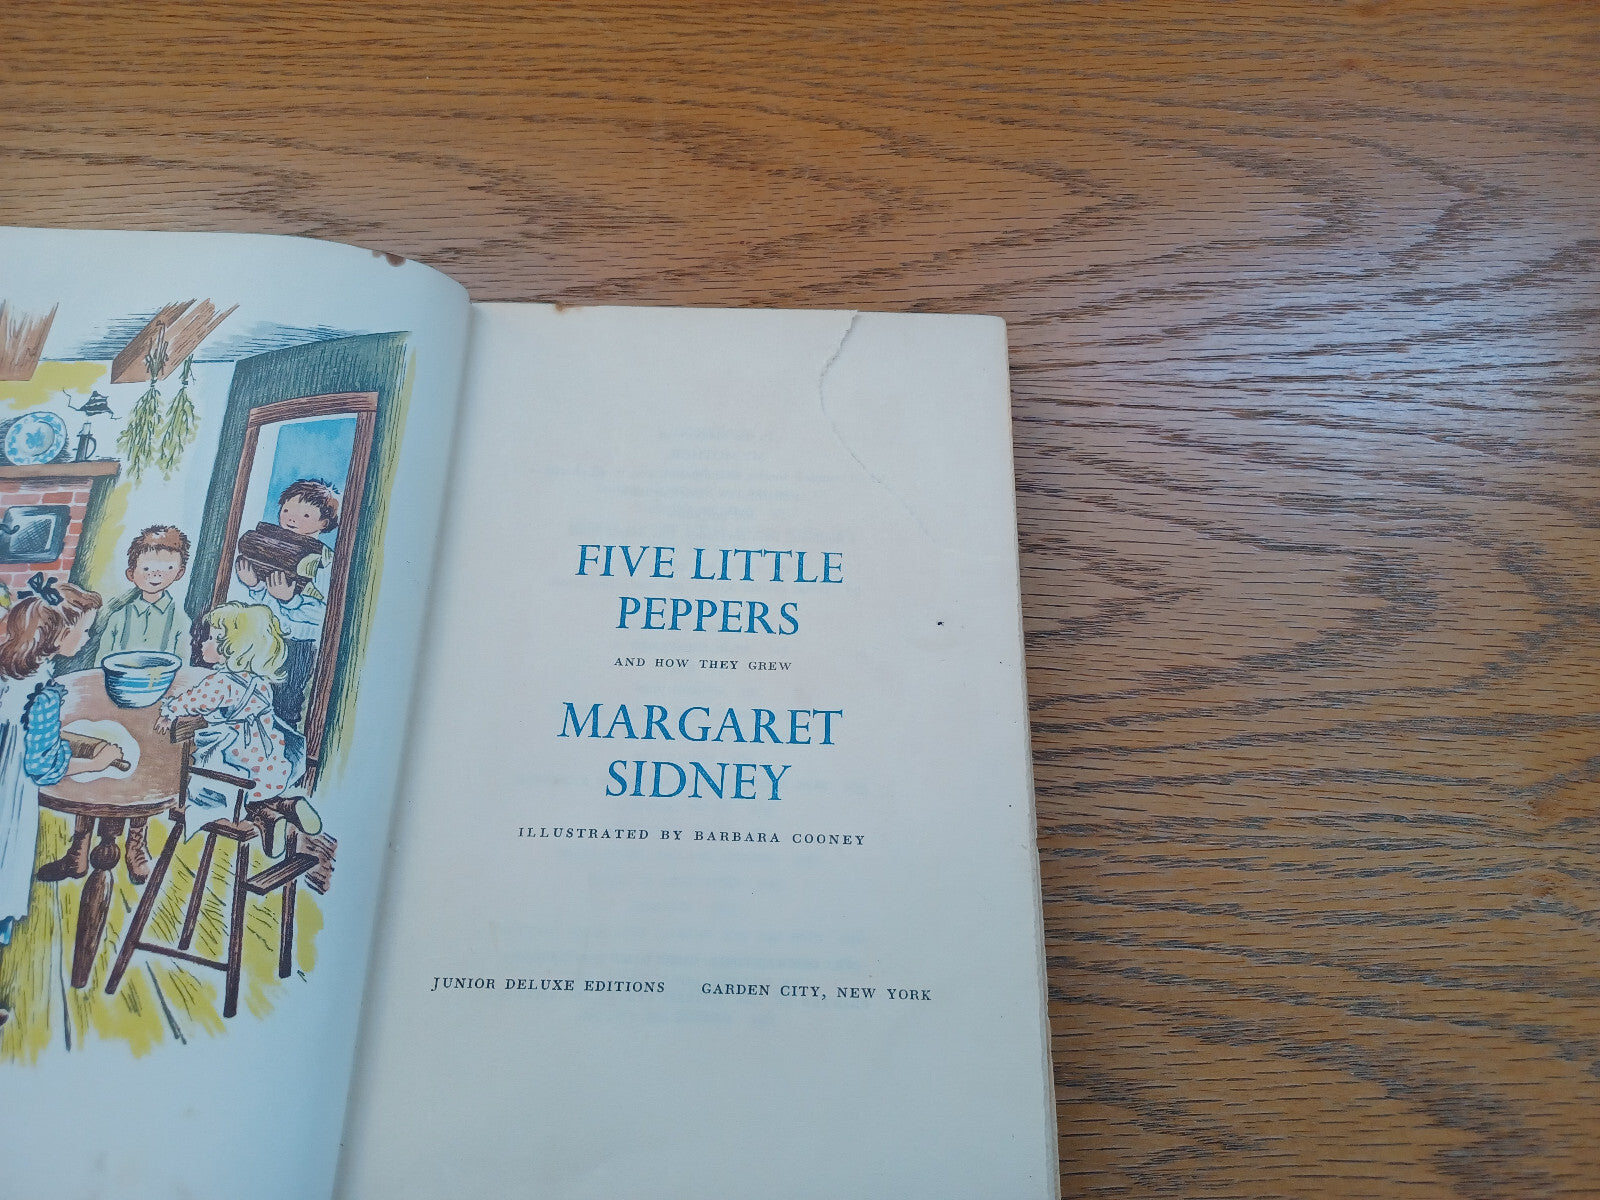 FIVE LITTLE
PEPPERS
AND HOW THEY GREW
MARGARET
SIDNEY
ILLUSTRATED BY BARBARA COONEY
JUNIOR DELUXE EDITIONS GARDEN CITY, NEW YORK